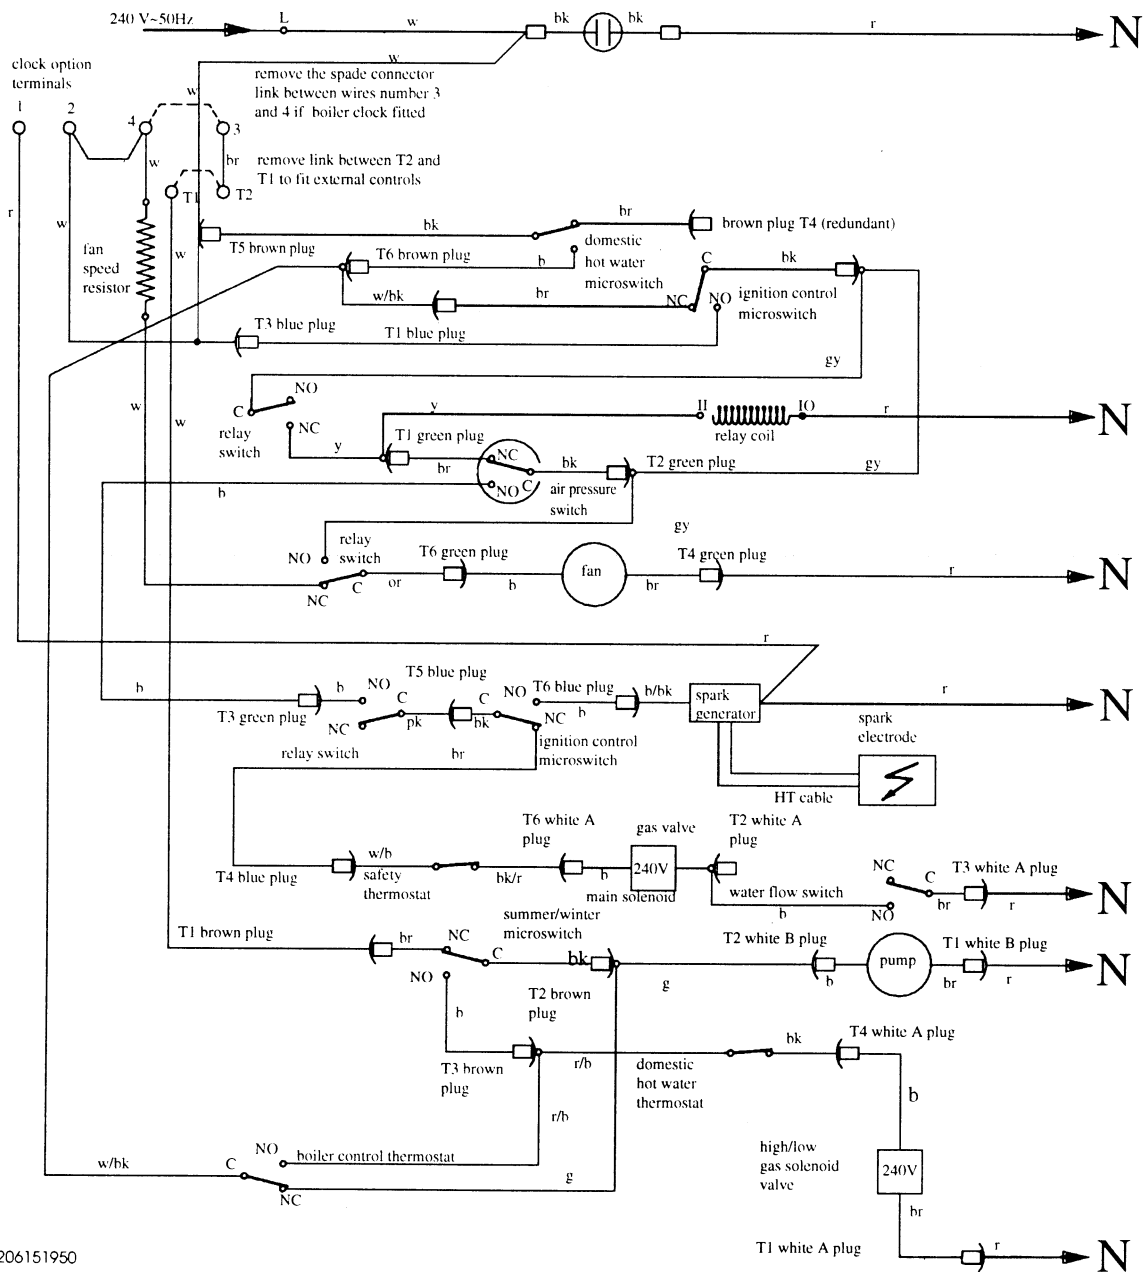 240 V~50Hz
L
w
bk
bk
r
N
clock option
terminals
w
remove the spade connector
link between wires number 3
and 4 if boiler clock fitted
1
2
4
w
3
w
br
remove link between T2 and
T1 to fit external controls
T1
T2
r
w
fan
speed
resistor
w
bk
br
brown plug T4 (redundant)
T5 brown plug
domestic
hot water
microswitch
T6 brown plug
b
C
bk
w/bk
br
NC
NO
ignition control
microswitch
T3 blue plug
T1 blue plug
gy
w
w
NO
C
relay
switch
NC
y
y
II
IO
r
N
relay coil
T1 green plug
br
NC
bk
T2 green plug
gy
b
NO
C
air pressure
switch
relay
switch
NO
T6 green plug
gy
T4 green plug
or
C
NC
b
fan
br
r
N
r
b
b
NO
T5 blue plug
C
pk
C
bk
NO
T6 blue plug
b
b/bk
spark
generator
r
N
T3 green plug
NC
NC
relay switch
br
ignition control
microswitch
spark
electrode
HT cable
T6 white A
plug
gas valve
T2 white A
plug
w/b
T4 blue plug
safety
thermostat
bk/r
b
240V
main solenoid
water flow switch
b
NC
C
NO
br
T3 white A plug
r
N
summer/winter
microswitch
T1 brown plug
br
NC
C
bk
NO
T2 brown
plug
g
T2 white B plug
b
pump
T1 white B plug
br
r
N
b
T3 brown
plug
r/b
domestic
hot water
thermostat
bk
T4 white A plug
b
r/b
NO
boiler control thermostat
w/bk
C
NC
g
high/low
gas solenoid
valve
240V
br
T1 white A plug
r
N
206151950